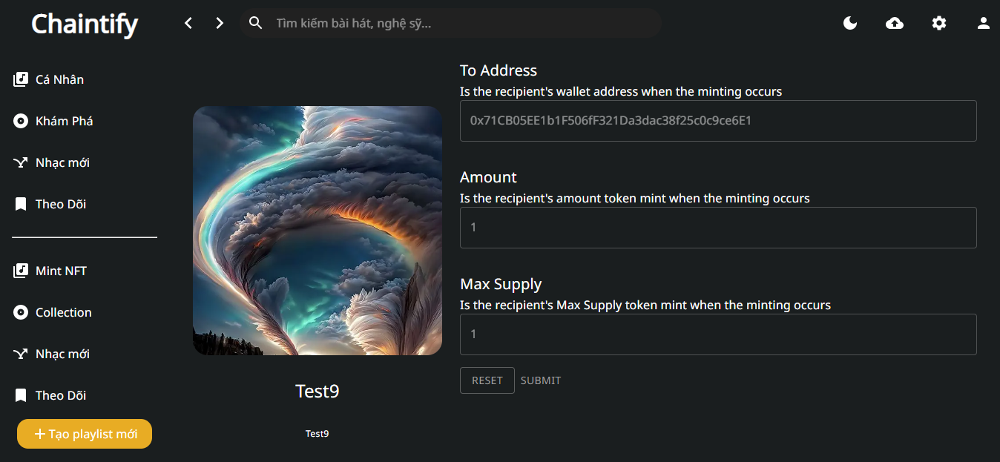 Chaintify
Tìm kiếm bài hát, nghệ sỹ...
Cá Nhân
Khám Phá
Nhạc mới
Theo Dõi
Mint NFT
Collection
Nhạc mới
Theo Dõi
Tạo playlist mới
Test9
Test9
To Address
Is the recipient's wallet address when the minting occurs
0x71CB05EE1b1F506fF321Da3dac38f25c0c9ce6E1
Amount
Is the recipient's amount token mint when the minting occurs
1
Max Supply
Is the recipient's Max Supply token mint when the minting occurs
1
RESET SUBMIT